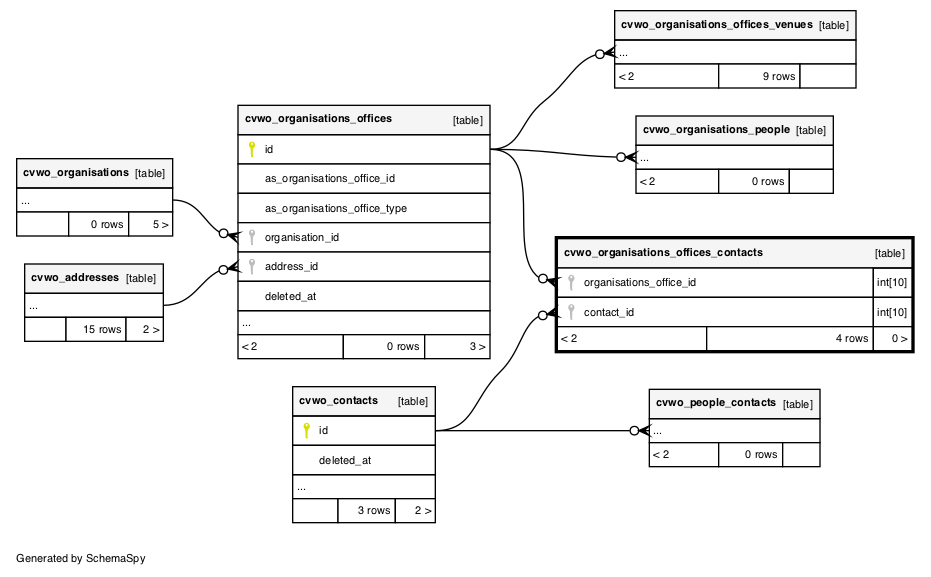 cvwo_organisations_offices_venues [table]
...
< 2 9 rows
cvwo_organisations_people [table]
...
< 2 0 rows
cvwo_organisations_offices [table]
id
as_organisations_office_id
as_organisations_office_type
organisation_id
address_id
deleted_at
...
< 2 0 rows 3 >
cvwo_organisations [table]
...
0 rows 5 >
cvwo_addresses [table]
...
15 rows 2 >
cvwo_organisations_offices_contacts [table]
organisations_office_id int[10]
contact_id int[10]
< 2 4 rows 0 >
cvwo_contacts [table]
id
deleted_at
...
3 rows 2 >
cvwo_people_contacts [table]
...
< 2 0 rows
Generated by SchemaSpy